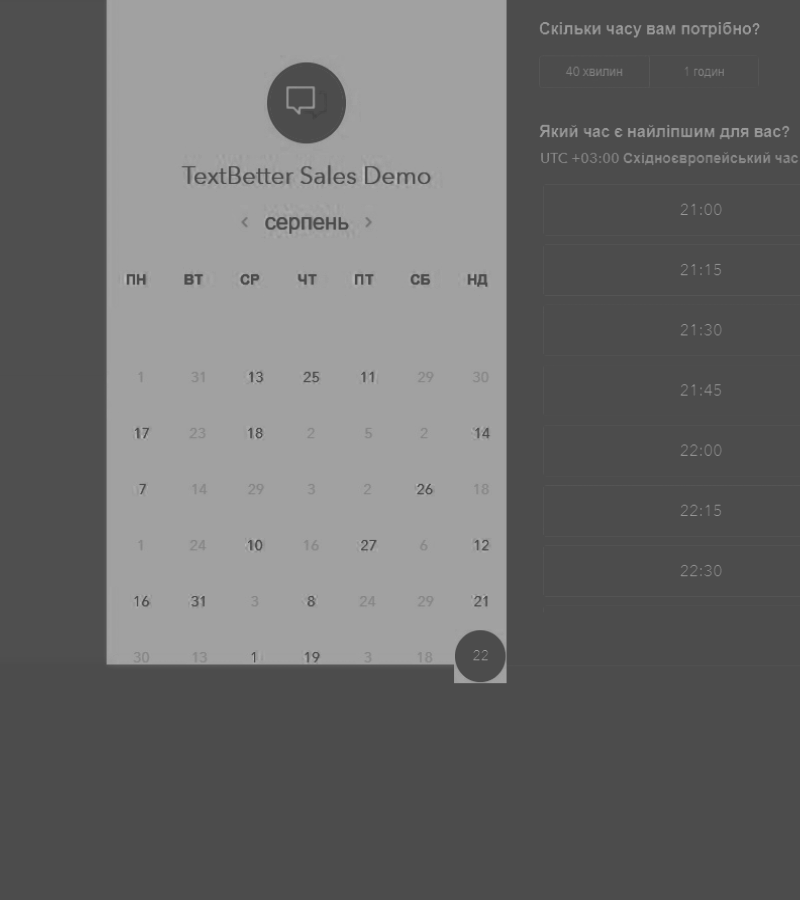 TextBetter Sales Demo
серпень
ПН ВТ СР ЧТ ПТ СБ НД
1 31 13 25 11 29 30
17 23 18 2 5 2 14
7 14 29 3 2 26 18
1 24 10 16 27 6 12
16 31 3 8 24 29 21
30 13 1 19 3 18 22
Скільки часу вам потрібно?
40 хвилин 1 годин
Який час є найліпшим для вас?
UTC +03:00 Східноєвропейський час
21:00
21:15
21:30
21:45
22:00
22:15
22:30